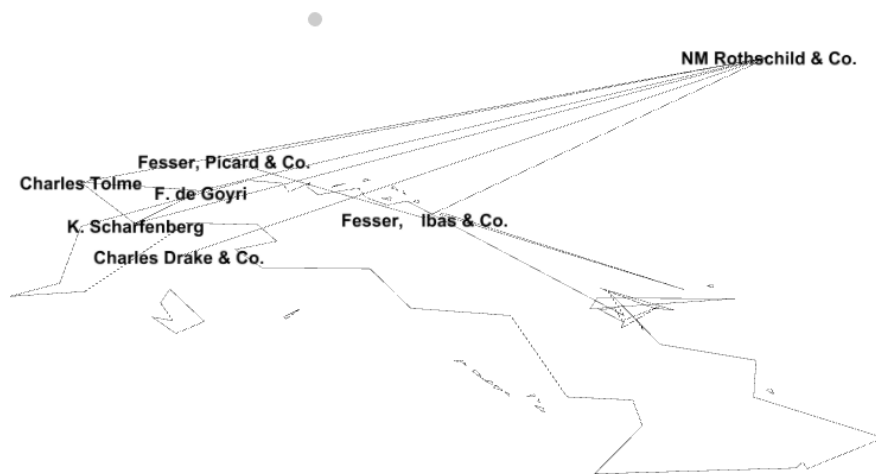 NM Rothschild & Co.
Fesser, Picard & Co.
Charles Tolme
F. de Goyri
K. Scharfenberg
Fesser, Ibas & Co.
Charles Drake & Co.